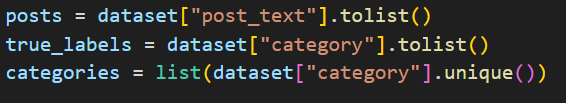 posts = dataset["post_text"].tolist()
true_labels = dataset["category"].tolist()
categories = list(dataset["category"].unique())